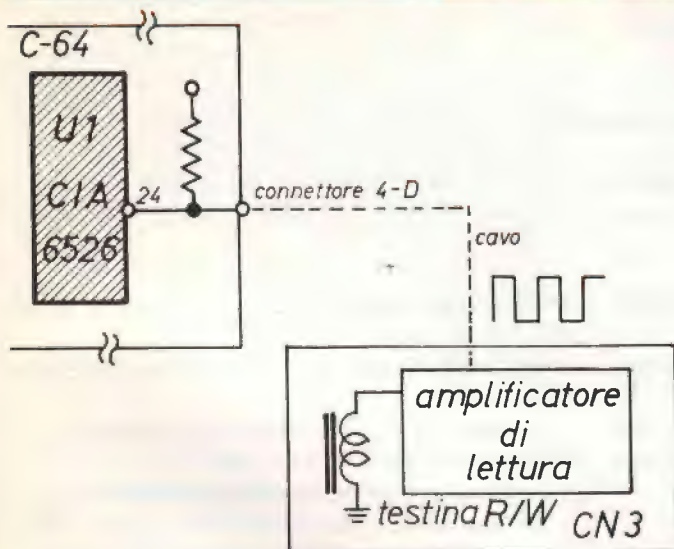 C-64
U1
CIA
6526
24
connettore 4-D
cavo
amplificatore
di
lettura
testina R/W
CN3